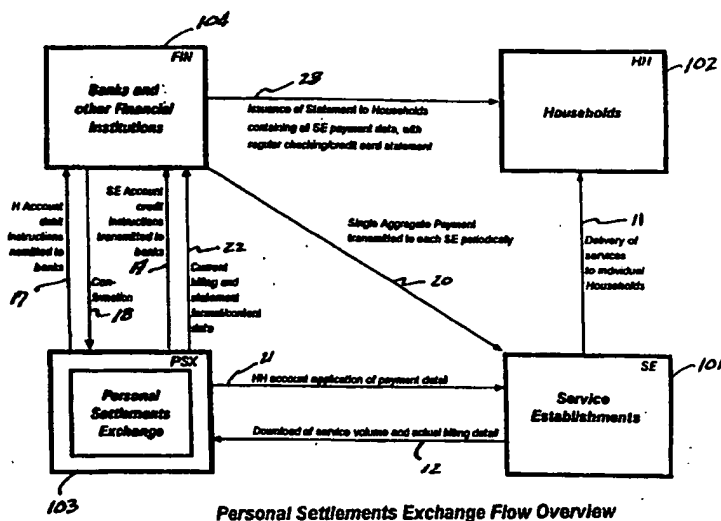 104
FIN
Banks and
other Financial
Institutions
23
Issuance of Statement to Households
containing all SE payment data, with
regular checking/credit card statement
HH
102
Households
H Account
debit
instructions
remitted to
banks
17
Con-
firmation
18
SE Account
credit
instructions
transmitted to
banks
19
22
Current
billing and
statement
format/content
data
Single Aggregate Payment
transmitted to each SE periodically
20
11
Delivery of
services
to individual
Households
PSX
Personal
Settlements
Exchange
103
21
HH account application of payment detail
Download of service volume and actual billing detail
12
SE
101
Service
Establishments
Personal Settlements Exchange Flow Overview